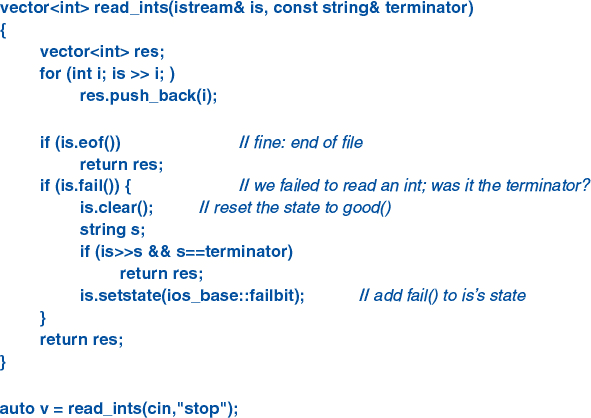 vector<int> read_ints(istream& is, const string& terminator)
{
vector<int> res;
for (int i; is >> i; )
res.push_back(i);
if (is.eof()) // fine: end of file
return res;
if (is.fail()) { // we failed to read an int; was it the terminator?
is.clear(); // reset the state to good()
string s;
if (is>>s && s==terminator)
return res;
is.setstate(ios_base::failbit); // add fail() to is’s state
}
return res;
}
auto v = read_ints(cin,"stop");